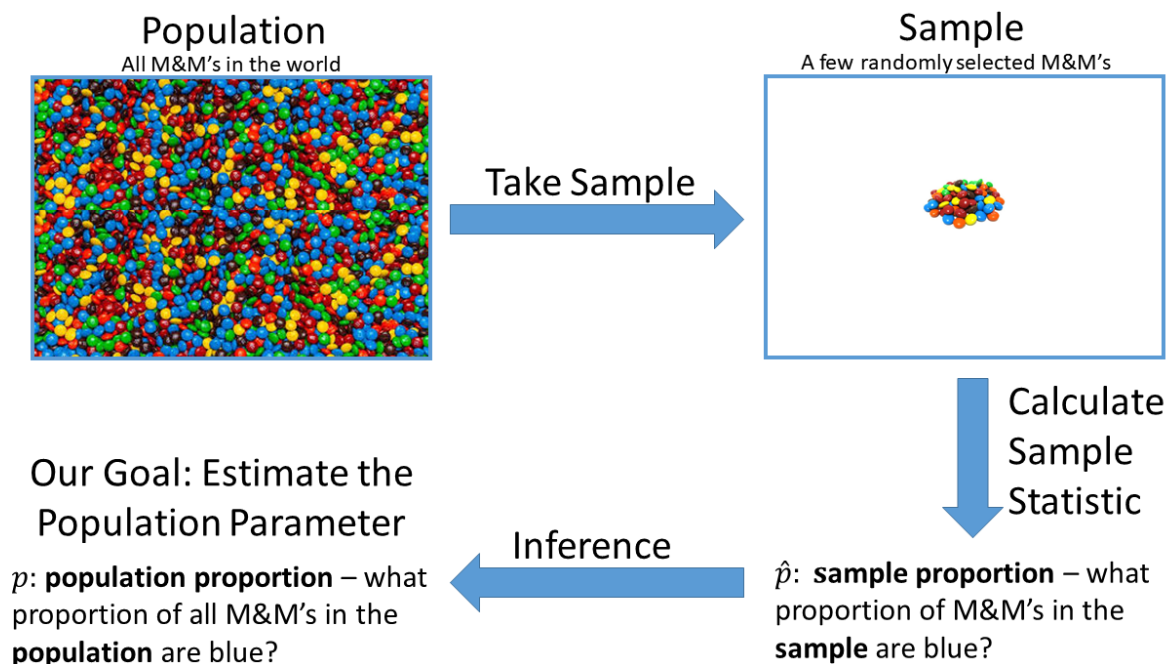 Population
All M&M's in the world
Take Sample
Sample
A few randomly selected M&M's
Calculate
Sample
Statistic
p̂: sample proportion – what
proportion of M&M's in the
sample are blue?
Inference
Our Goal: Estimate the
Population Parameter
p: population proportion – what
proportion of all M&M's in the
population are blue?